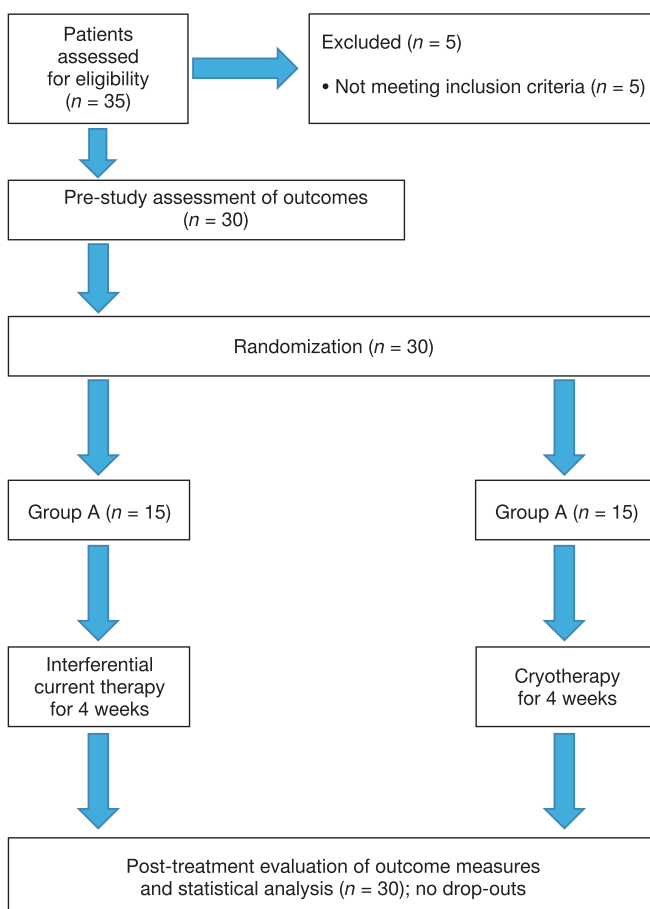 Patients
assessed
for eligibility
(n = 35)
Excluded (n = 5)
• Not meeting inclusion criteria (n = 5)
Pre-study assessment of outcomes
(n = 30)
Randomization (n = 30)
Group A (n = 15)
Group A (n = 15)
Interferential
current therapy
for 4 weeks
Cryotherapy
for 4 weeks
Post-treatment evaluation of outcome measures
and statistical analysis (n = 30); no drop-outs